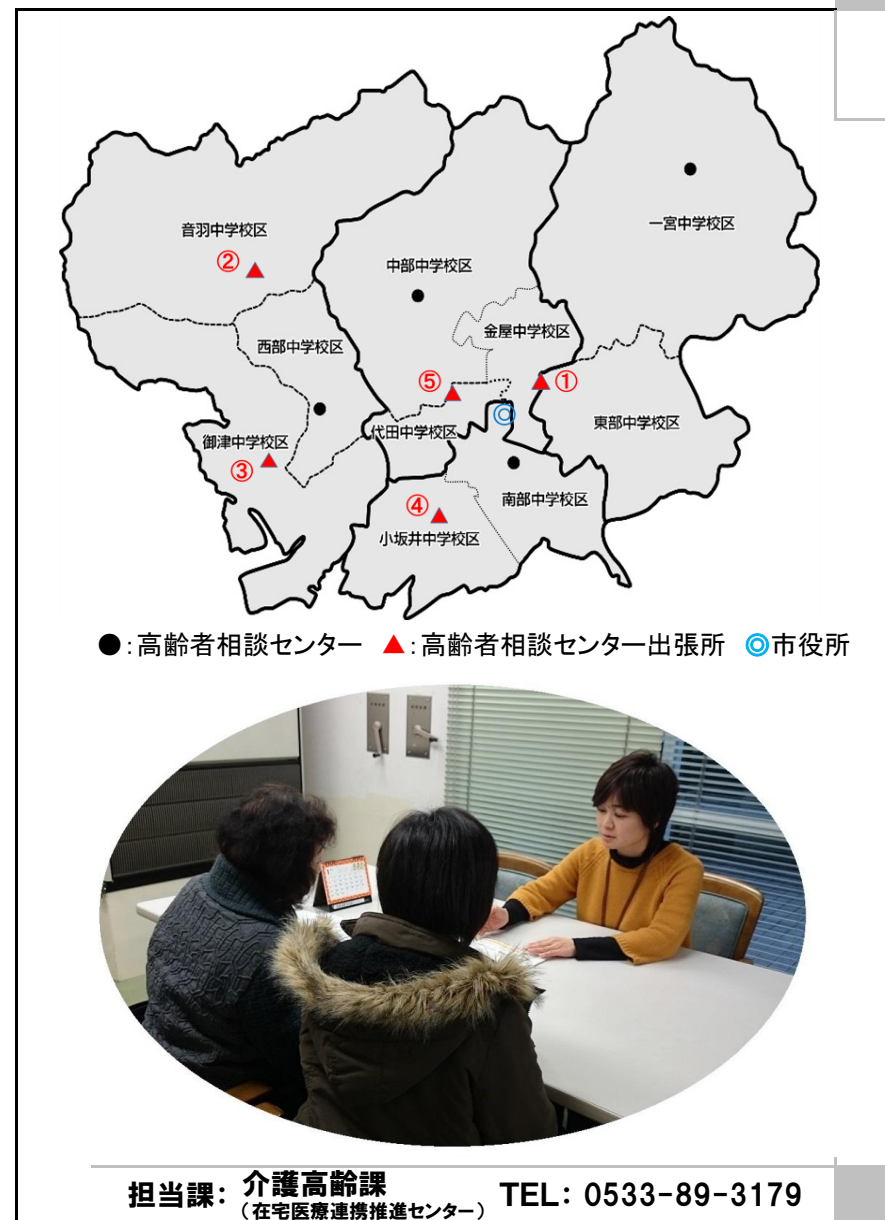 音羽中学校区
②
一宮中学校区
中部中学校区
金屋中学校区
西部中学校区
⑤
①
東部中学校区
代田中学校区
御津中学校区
③
④
南部中学校区
小坂井中学校区
●:高齢者相談センター ▲:高齢者相談センター出張所 ◎市役所
担当課: 介護高齢課 TEL: 0533-89-3179
(在宅医療連携推進センター)